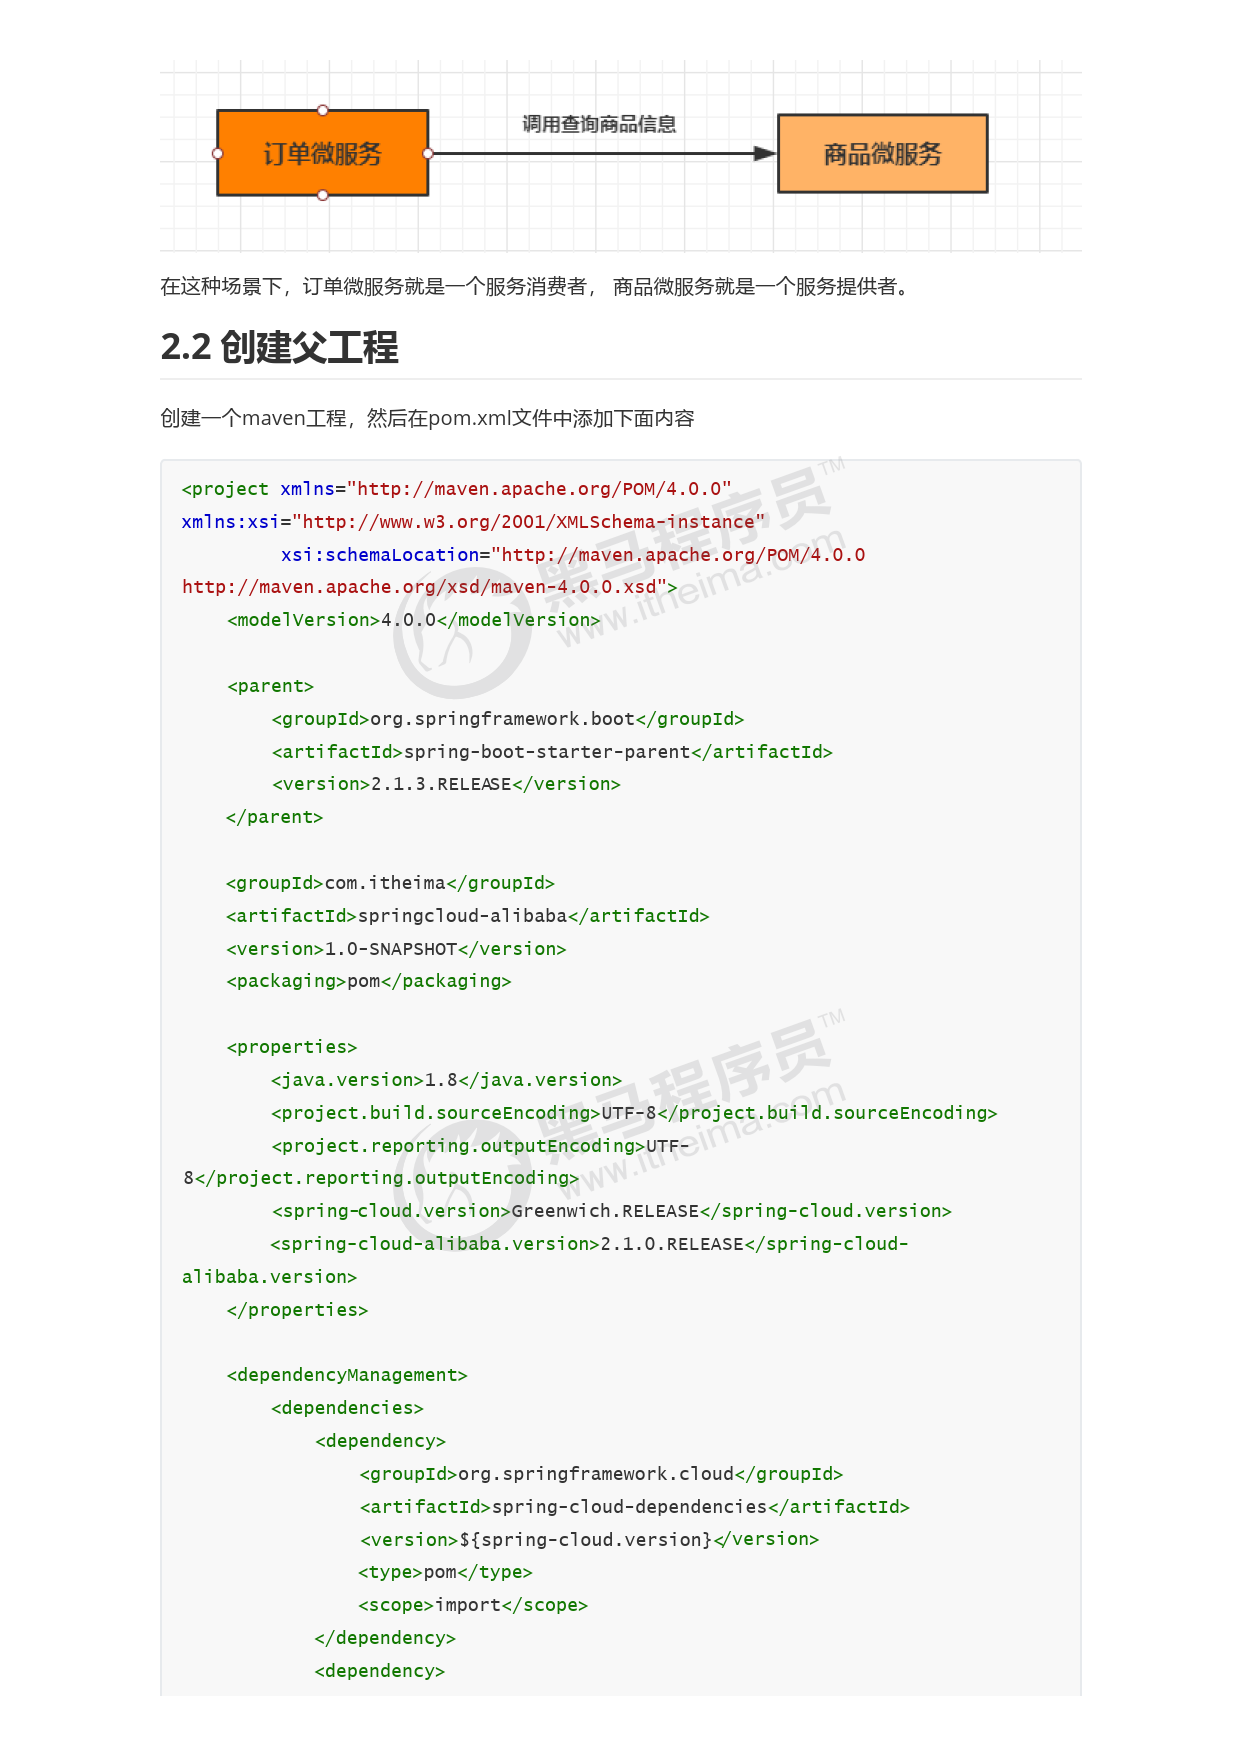 调用查询商品信息
订单微服务
商品微服务
在这种场景下，订单微服务就是一个服务消费者， 商品微服务就是一个服务提供者。
2.2 创建父工程
创建一个maven工程，然后在pom.xml文件中添加下面内容
<project xmlns="http://maven.apache.org/POM/4.0.0"
xmlns:xsi="http://www.w3.org/2001/XMLSchema-instance"
         xsi:schemaLocation="http://maven.apache.org/POM/4.0.0
http://maven.apache.org/xsd/maven-4.0.0.xsd">
    <modelVersion>4.0.0</modelVersion>
    <parent>
        <groupId>org.springframework.boot</groupId>
        <artifactId>spring-boot-starter-parent</artifactId>
        <version>2.1.3.RELEASE</version>
    </parent>
    <groupId>com.itheima</groupId>
    <artifactId>springcloud-alibaba</artifactId>
    <version>1.0-SNAPSHOT</version>
    <packaging>pom</packaging>
    <properties>
        <java.version>1.8</java.version>
        <project.build.sourceEncoding>UTF-8</project.build.sourceEncoding>
        <project.reporting.outputEncoding>UTF-
8</project.reporting.outputEncoding>
        <spring-cloud.version>Greenwich.RELEASE</spring-cloud.version>
        <spring-cloud-alibaba.version>2.1.0.RELEASE</spring-cloud-
alibaba.version>
    </properties>
    <dependencyManagement>
        <dependencies>
            <dependency>
                <groupId>org.springframework.cloud</groupId>
                <artifactId>spring-cloud-dependencies</artifactId>
                <version>${spring-cloud.version}</version>
                <type>pom</type>
                <scope>import</scope>
            </dependency>
            <dependency>
黑马程序员™
www.itheima.com
黑马程序员™
www.itheima.com